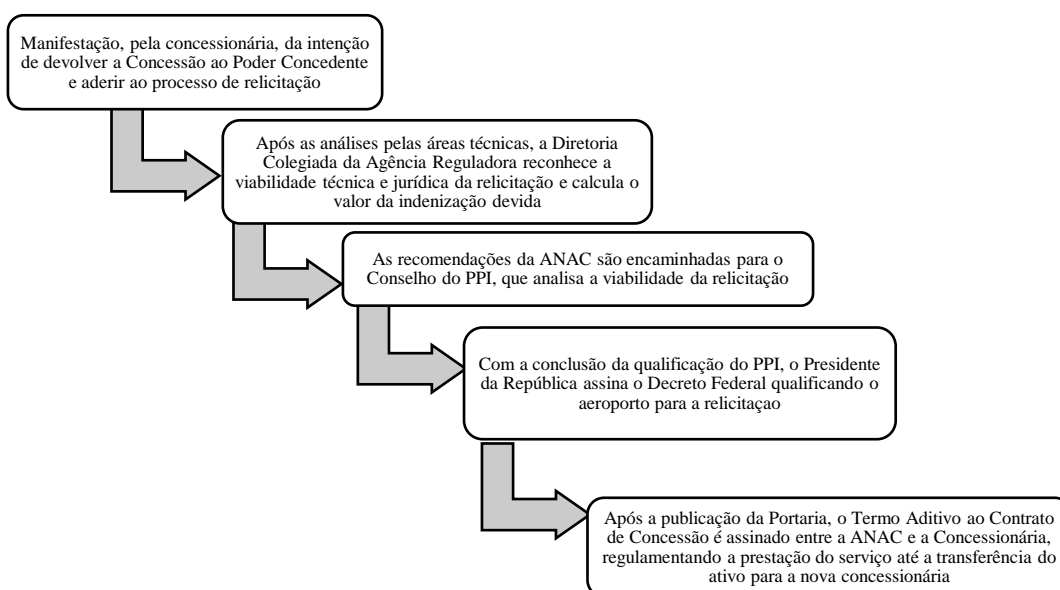 Manifestação, pela concessionária, da intenção
de devolver a Concessão ao Poder Concedente
e aderir ao processo de relicitação
Após as análises pelas áreas técnicas, a Diretoria
Colegiada da Agência Reguladora reconhece a
viabilidade técnica e jurídica da relicitação e calcula o
valor da indenização devida
As recomendações da ANAC são encaminhadas para o
Conselho do PPI, que analisa a viabilidade da relicitação
Com a conclusão da qualificação do PPI, o Presidente
da República assina o Decreto Federal qualificando o
aeroporto para a relicitaçao
Após a publicação da Portaria, o Termo Aditivo ao Contrato
de Concessão é assinado entre a ANAC e a Concessionária,
regulamentando a prestação do serviço até a transferência do
ativo para a nova concessionária